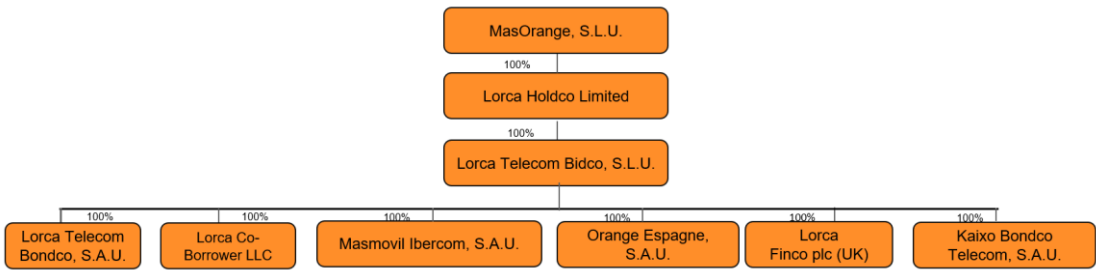 MasOrange, S.L.U.
100%
Lorca Holdco Limited
100%
Lorca Telecom Bidco, S.L.U.
100%
100%
100%
100%
100%
100%
Lorca Telecom
Bondco, S.A.U.
Lorca Co-
Borrower LLC
Masmovil Ibercom, S.A.U.
Orange Espagne,
S.A.U.
Lorca
Finco plc (UK)
Kaixo Bondco
Telecom, S.A.U.